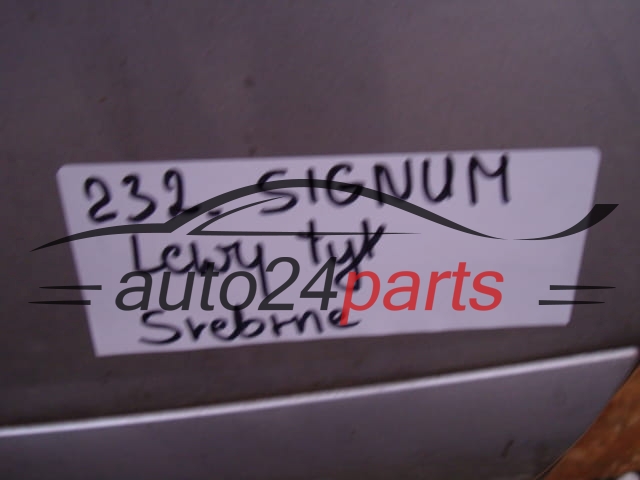 232. SIGNUM
Lewy tył
auto24parts
Srebrne